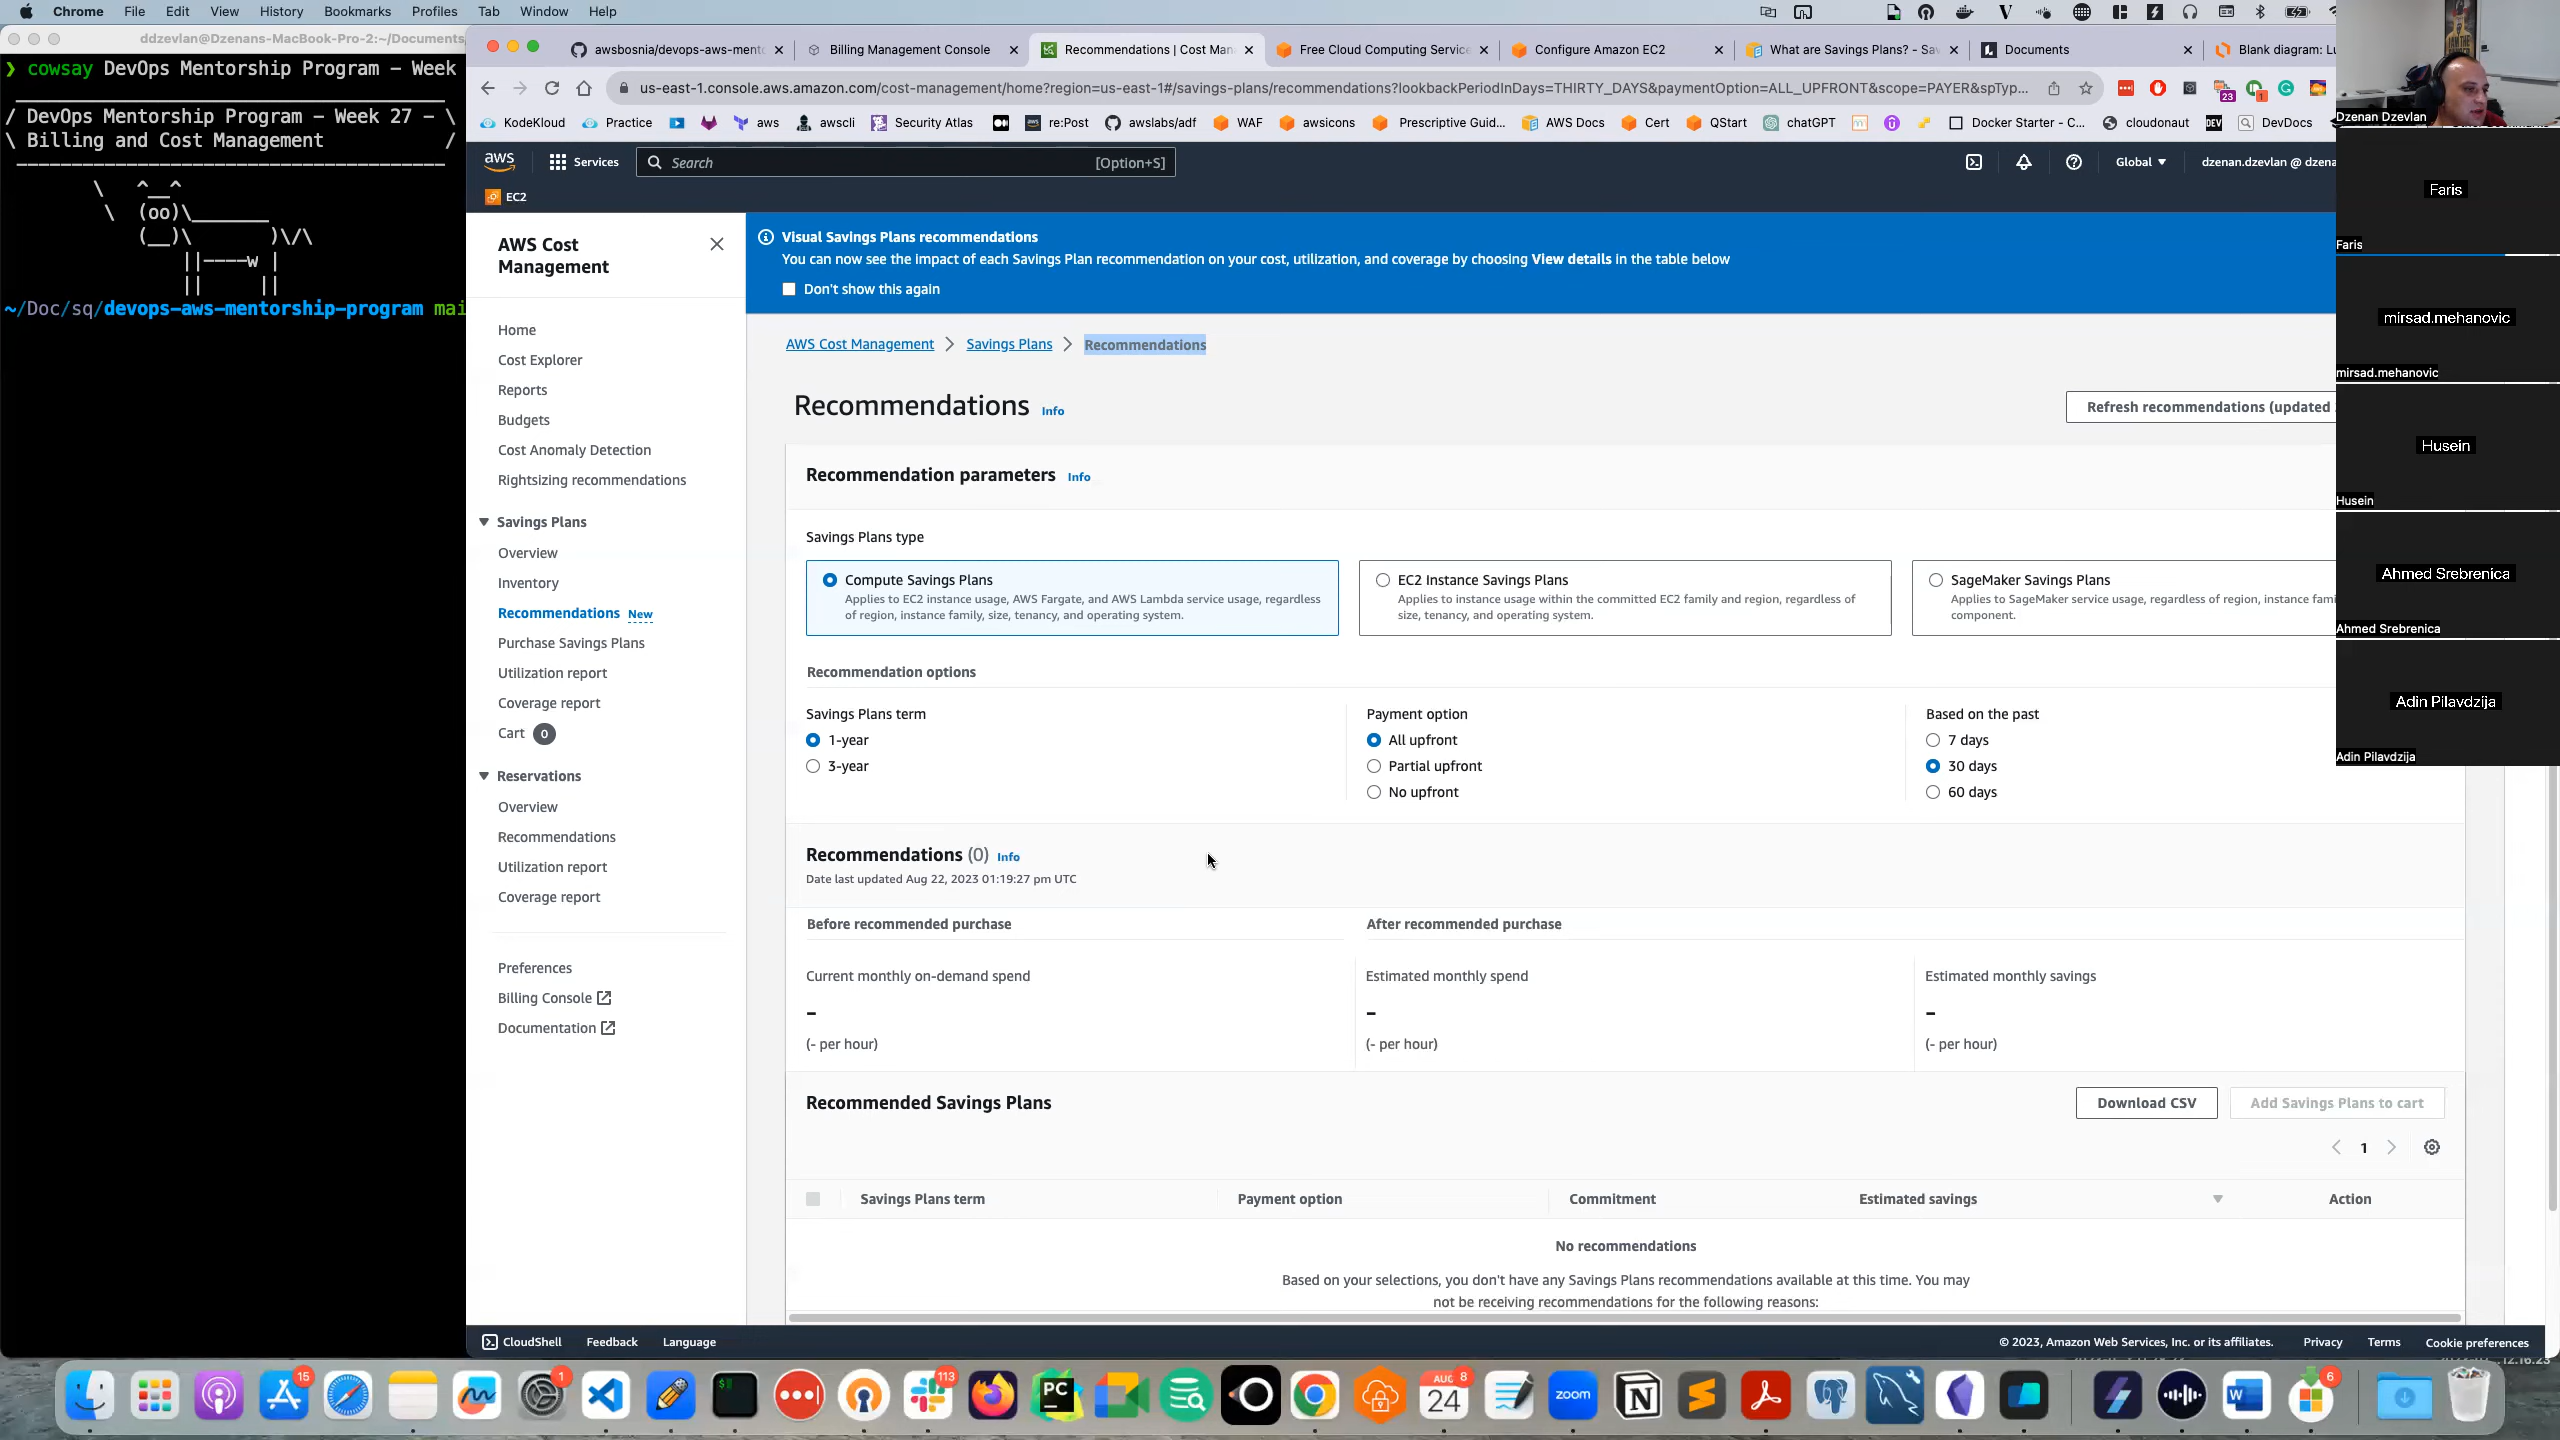 Chrome File Edit View History Bookmarks Profiles Tab Window Help
ddzevlan@Dzenans-MacBook-Pro-2:~/Documents
❯ cowsay DevOps Mentorship Program – Week
/ DevOps Mentorship Program – Week 27 – \
\ Billing and Cost Management /
\ ^__^
\ (oo)\_______
(__)\ )\/\
||----w |
|| ||
~/Doc/sq/devops-aws-mentorship-program mai
awsbosnia/devops-aws-mento
Billing Management Console
Recommendations | Cost Man
Free Cloud Computing Service
Configure Amazon EC2
What are Savings Plans? - Sav
Documents
Blank diagram: Lu
us-east-1.console.aws.amazon.com/cost-management/home?region=us-east-1#/savings-plans/recommendations?lookbackPeriodInDays=THIRTY_DAYS&paymentOption=ALL_UPFRONT&scope=PAYER&spTyp...
23
1
KodeKloud Practice aws awscli Security Atlas re:Post awslabs/adf WAF awsicons Prescriptive Guid... AWS Docs Cert QStart chatGPT Docker Starter - C... cloudonaut DEV DevDocs
aws Services Search [Option+S] Global dzenan.dzevlan @ dzena
EC2
AWS Cost
Management
Home
Cost Explorer
Reports
Budgets
Cost Anomaly Detection
Rightsizing recommendations
Savings Plans
Overview
Inventory
Recommendations New
Purchase Savings Plans
Utilization report
Coverage report
Cart 0
Reservations
Overview
Recommendations
Utilization report
Coverage report
Preferences
Billing Console
Documentation
Visual Savings Plans recommendations
You can now see the impact of each Savings Plan recommendation on your cost, utilization, and coverage by choosing View details in the table below
Don't show this again
AWS Cost Management > Savings Plans > Recommendations
Recommendations Info
Refresh recommendations (updated
Recommendation parameters Info
Savings Plans type
Compute Savings Plans
Applies to EC2 instance usage, AWS Fargate, and AWS Lambda service usage, regardless
of region, instance family, size, tenancy, and operating system.
EC2 Instance Savings Plans
Applies to instance usage within the committed EC2 family and region, regardless of
size, tenancy, and operating system.
SageMaker Savings Plans
Applies to SageMaker service usage, regardless of region, instance fami
component.
Recommendation options
Savings Plans term
1-year
3-year
Payment option
All upfront
Partial upfront
No upfront
Based on the past
7 days
30 days
60 days
Recommendations (0) Info
Date last updated Aug 22, 2023 01:19:27 pm UTC
Before recommended purchase
After recommended purchase
Current monthly on-demand spend
-
(- per hour)
Estimated monthly spend
-
(- per hour)
Estimated monthly savings
-
(- per hour)
Recommended Savings Plans
Download CSV
Add Savings Plans to cart
1
Savings Plans term Payment option Commitment Estimated savings Action
No recommendations
Based on your selections, you don't have any Savings Plans recommendations available at this time. You may
not be receiving recommendations for the following reasons:
CloudShell Feedback Language © 2023, Amazon Web Services, Inc. or its affiliates. Privacy Terms Cookie preferences
Dzenan Dzevlan
Faris
Faris
mirsad.mehanovic
mirsad.mehanovic
Husein
Husein
Ahmed Srebrenica
Ahmed Srebrenica
Adin Pilavdzija
Adin Pilavdzija
15
1
113
PC
AUG
24
8
zoom
W
6